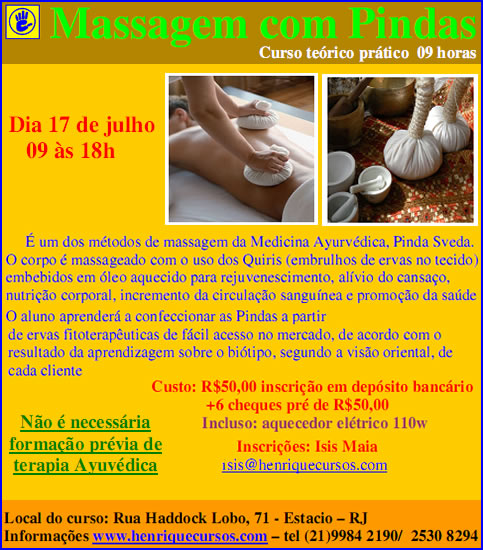 Massagem com Pindas
Curso teórico prático 09 horas
Dia 17 de julho
09 às 18h
É um dos métodos de massagem da Medicina Ayurvédica, Pinda Sveda.
O corpo é massageado com o uso dos Quiris (embrulhos de ervas no tecido)
embebidos em óleo aquecido para rejuvenescimento, alívio do cansaço,
nutrição corporal, incremento da circulação sanguínea e promoção da saúde
O aluno aprenderá a confeccionar as Pindas a partir
de ervas fitoterapêuticas de fácil acesso no mercado, de acordo com o
resultado da aprendizagem sobre o biótipo, segundo a visão oriental, de
cada cliente
Custo: R$50,00 inscrição em depósito bancário
+6 cheques pré de R$50,00
Incluso: aquecedor elétrico 110w
Não é necessária
formação prévia de
terapia Ayuvédica
Inscrições: Isis Maia
isis@henriquecursos.com
Local do curso: Rua Haddock Lobo, 71 - Estacio – RJ
Informações www.henriquecursos.com – tel (21)9984 2190/ 2530 8294